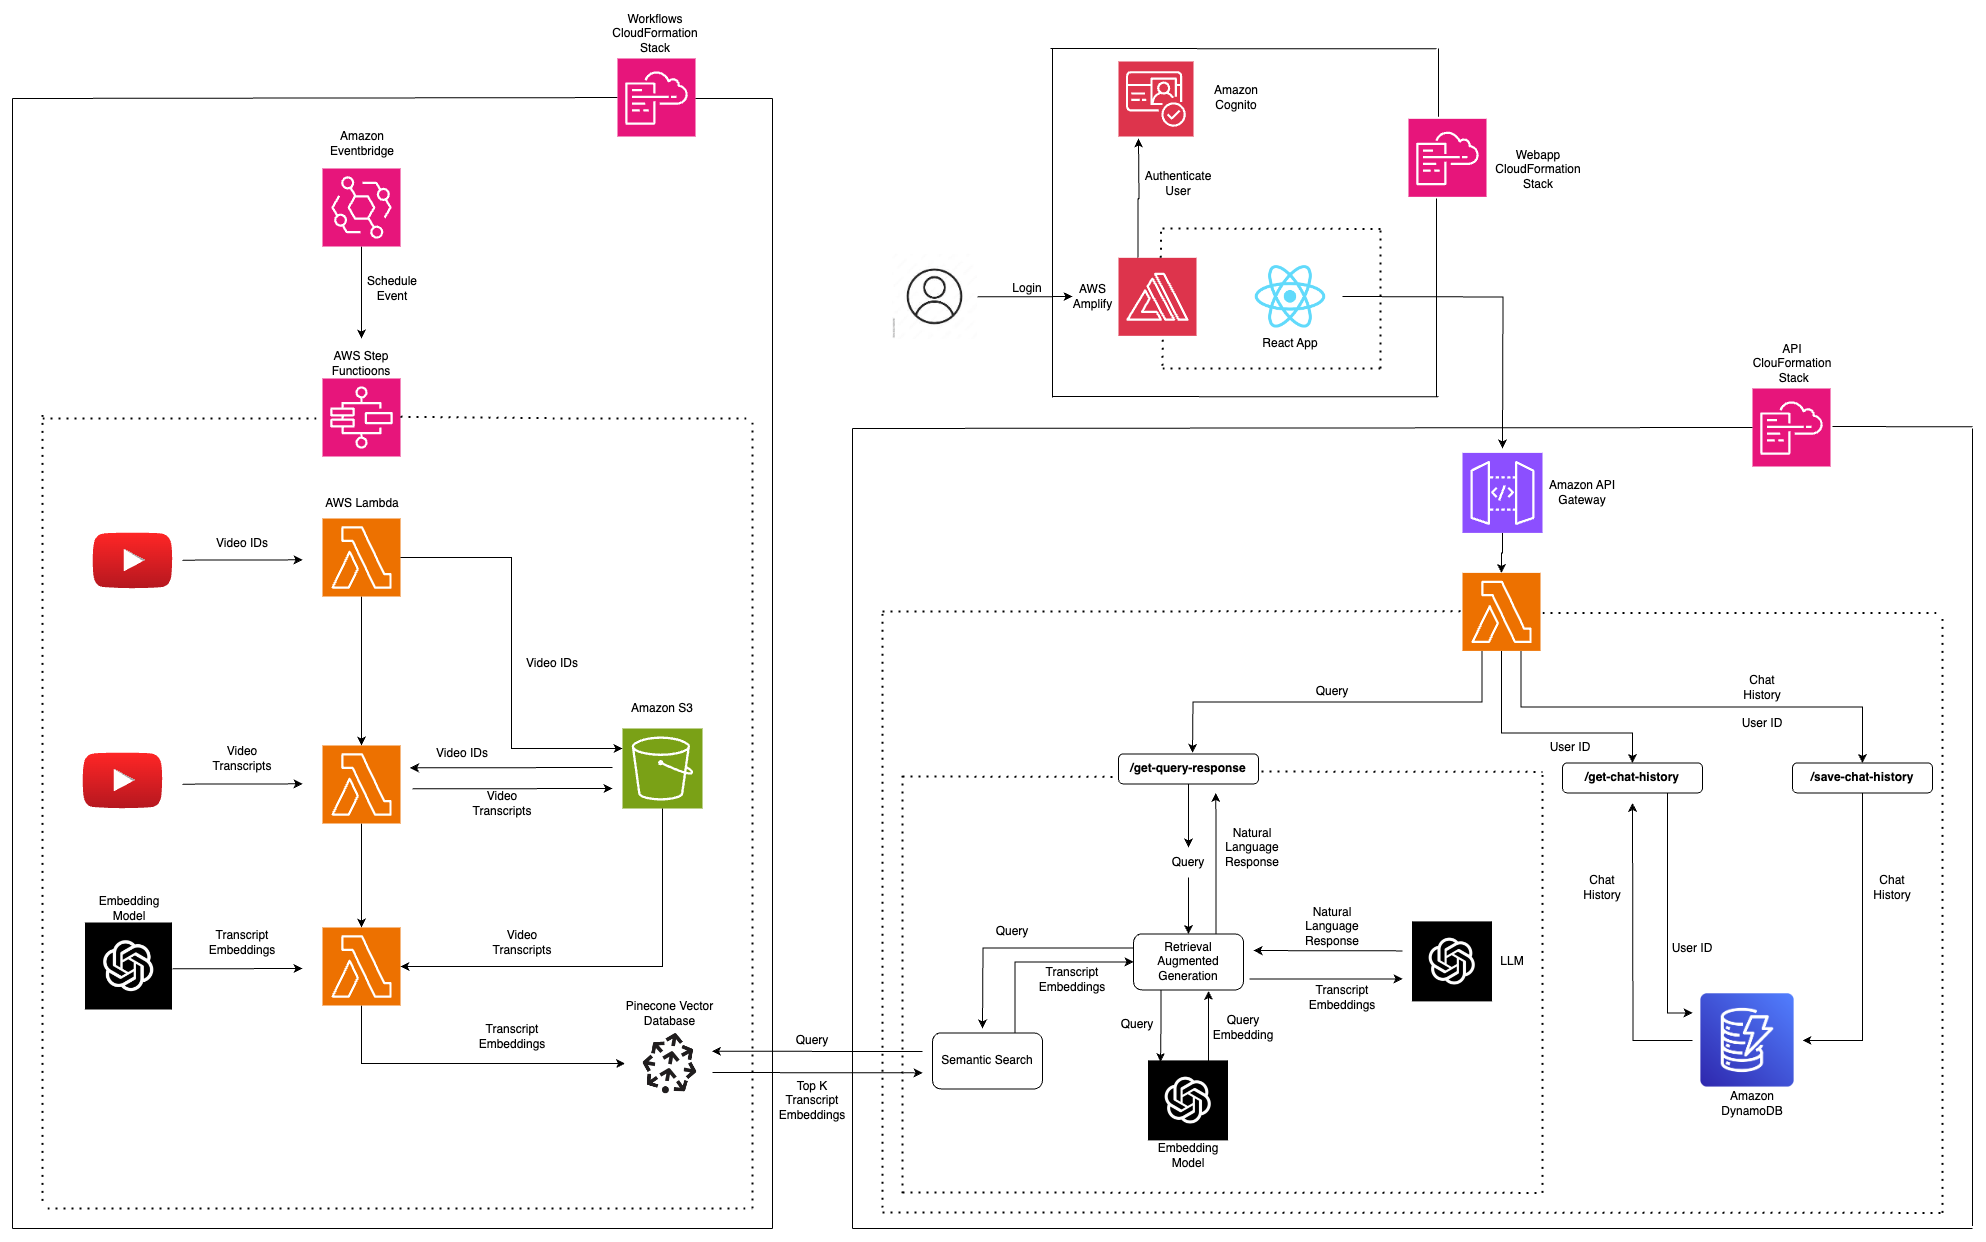 Workflows
CloudFormation
Stack
Amazon
Eventbridge
Schedule
Event
AWS Step
Functioons
AWS Lambda
Video IDs
Video IDs
Amazon S3
Video
Transcripts
Video IDs
Video
Transcripts
Embedding
Model
Transcript
Embeddings
Video
Transcripts
Transcript
Embeddings
Pinecone Vector
Database
Query
Top K
Transcript
Embeddings
Amazon
Cognito
Authenticate
User
Webapp
CloudFormation
Stack
Login
AWS
Amplify
React App
API
ClouFormation
Stack
Amazon API
Gateway
Query
Chat
History
User ID
User ID
/get-query-response
/get-chat-history
/save-chat-history
Query
Natural
Language
Response
Query
Retrieval
Augmented
Generation
Natural
Language
Response
LLM
Transcript
Embeddings
Transcript
Embeddings
Query
Query
Embedding
Semantic Search
Embedding
Model
Chat
History
User ID
Chat
History
Amazon
DynamoDB